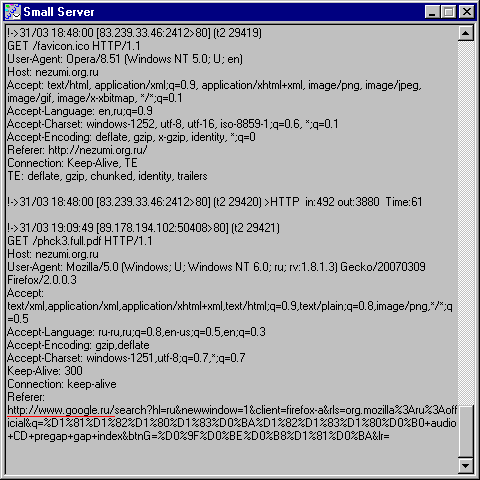 Small Server
!->31/03 18:48:00 [83.239.33.46:2412>80] (t2 29419)
GET /favicon.ico HTTP/1.1
User-Agent: Opera/8.51 (Windows NT 5.0; U; en)
Host: nezumi.org.ru
Accept: text/html, application/xml;q=0.9, application/xhtml+xml, image/png, image/jpeg,
image/gif, image/x-xbitmap, */*;q=0.1
Accept-Language: en,ru;q=0.9
Accept-Charset: windows-1252, utf-8, utf-16, iso-8859-1;q=0.6, *;q=0.1
Accept-Encoding: deflate, gzip, x-gzip, identity, *;q=0
Referer: http://nezumi.org.ru/
Connection: Keep-Alive, TE
TE: deflate, gzip, chunked, identity, trailers
!->31/03 18:48:00 [83.239.33.46:2412>80] (t2 29420) >HTTP in:492 out:3880 Time:61
!->31/03 19:09:49 [89.178.194.102:50408>80] (t2 29421)
GET /phck3.full.pdf HTTP/1.1
Host: nezumi.org.ru
User-Agent: Mozilla/5.0 (Windows; U; Windows NT 6.0; ru; rv:1.8.1.3) Gecko/20070309
Firefox/2.0.0.3
Accept:
text/xml,application/xml,application/xhtml+xml,text/html;q=0.9,text/plain;q=0.8,image/png,*/*;q
=0.5
Accept-Language: ru-ru,ru;q=0.8,en-us;q=0.5,en;q=0.3
Accept-Encoding: gzip,deflate
Accept-Charset: windows-1251,utf-8;q=0.7,*;q=0.7
Keep-Alive: 300
Connection: keep-alive
Referer:
http://www.google.ru/search?hl=ru&newwindow=1&client=firefox-a&rls=org.mozilla%3Aru%3Aoff
icial&q=%D1%81%D1%82%D1%80%D1%83%D0%BA%D1%82%D1%83%D1%80%D0%B0+audio
+CD+pregap+gap+index&btnG=%D0%9F%D0%BE%D0%B8%D1%81%D0%BA&lr=